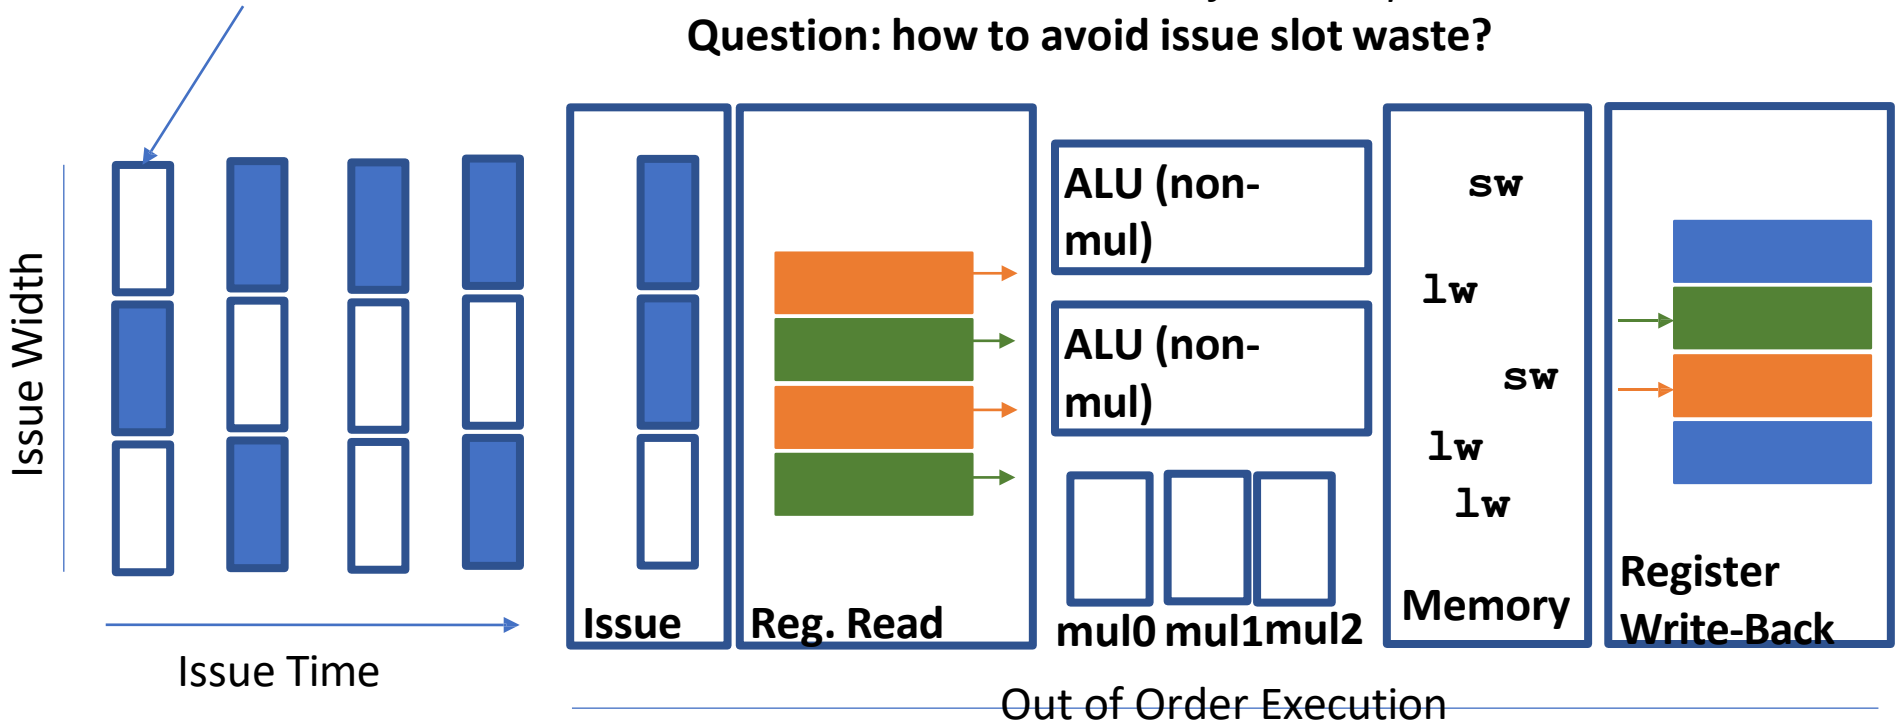 Question: how to avoid issue slot waste?
Issue Width
Issue Time
Issue
Reg. Read
ALU (non-
mul)
ALU (non-
mul)
mul0 mul1 mul2
sw
lw
sw
lw
lw
Memory
Register
Write-Back
Out of Order Execution